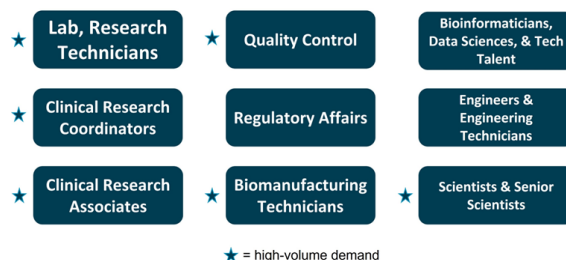 Lab, Research
Technicians
Quality Control
Bioinformaticians,
Data Sciences, & Tech
Talent
Clinical Research
Coordinators
Regulatory Affairs
Engineers &
Engineering
Technicians
Clinical Research
Associates
Biomanufacturing
Technicians
Scientists & Senior
Scientists
★ = high-volume demand